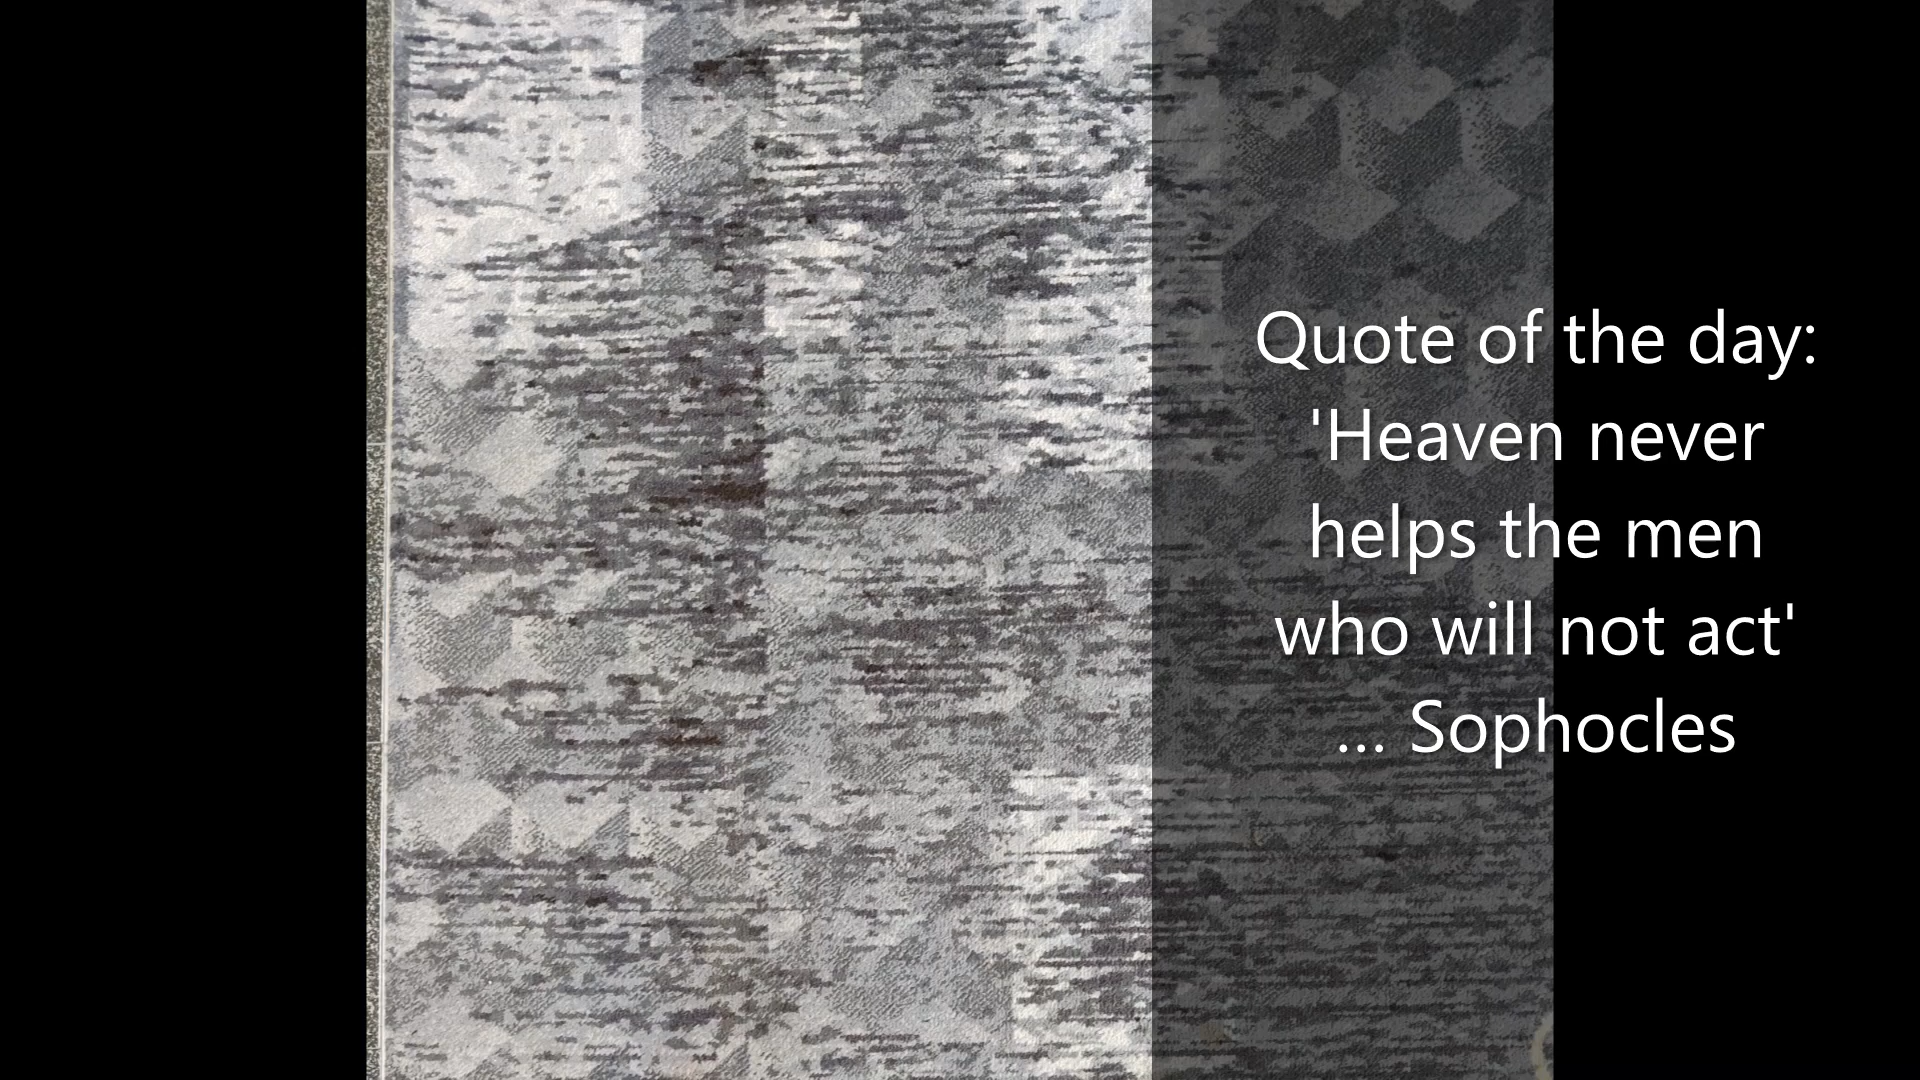 Quote of the day:
'Heaven never
helps the men
who will not act'
... Sophocles